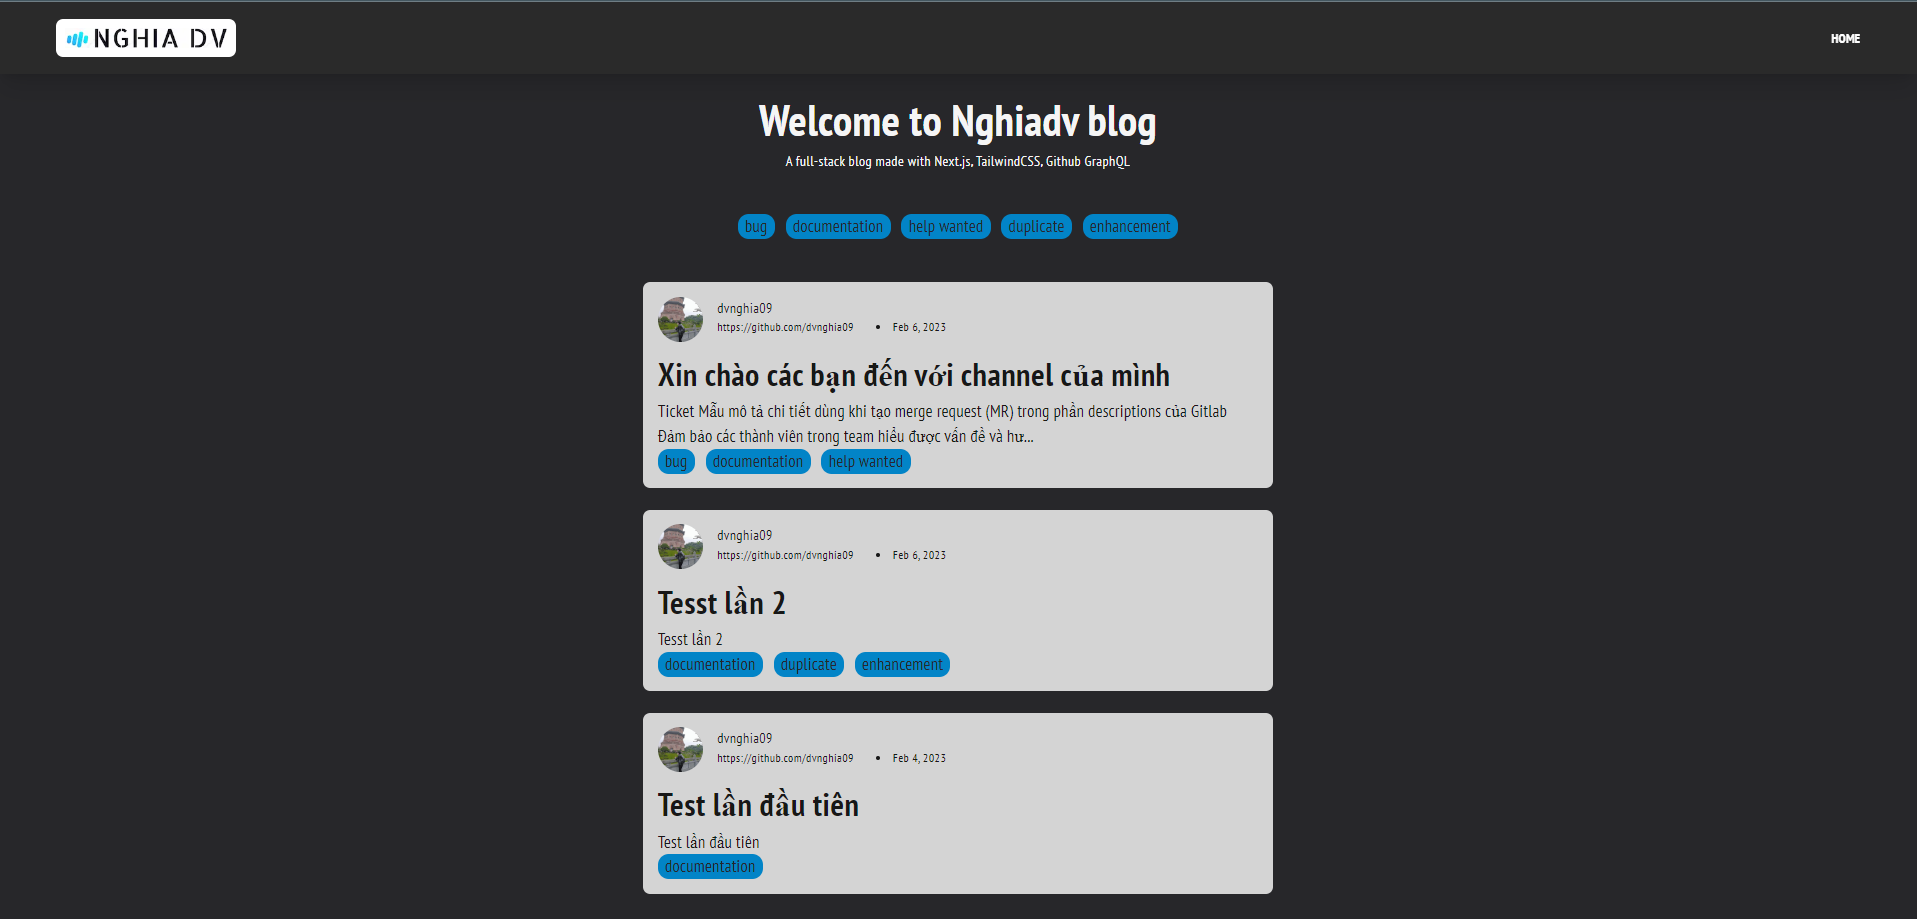 NGHIA DV
HOME
Welcome to Nghiadv blog
A full-stack blog made with Next.js, TailwindCSS, Github GraphQL
bug documentation help wanted duplicate enhancement
dvnghia09
https://github.com/dvnghia09 • Feb 6, 2023
Xin chào các bạn đến với channel của mình
Ticket Mẫu mô tả chi tiết dùng khi tạo merge request (MR) trong phần descriptions của Gitlab
Đảm bảo các thành viên trong team hiểu được vấn đề và hư...
bug documentation help wanted
dvnghia09
https://github.com/dvnghia09 • Feb 6, 2023
Tesst lần 2
Tesst lần 2
documentation duplicate enhancement
dvnghia09
https://github.com/dvnghia09 • Feb 4, 2023
Test lần đầu tiên
Test lần đầu tiên
documentation